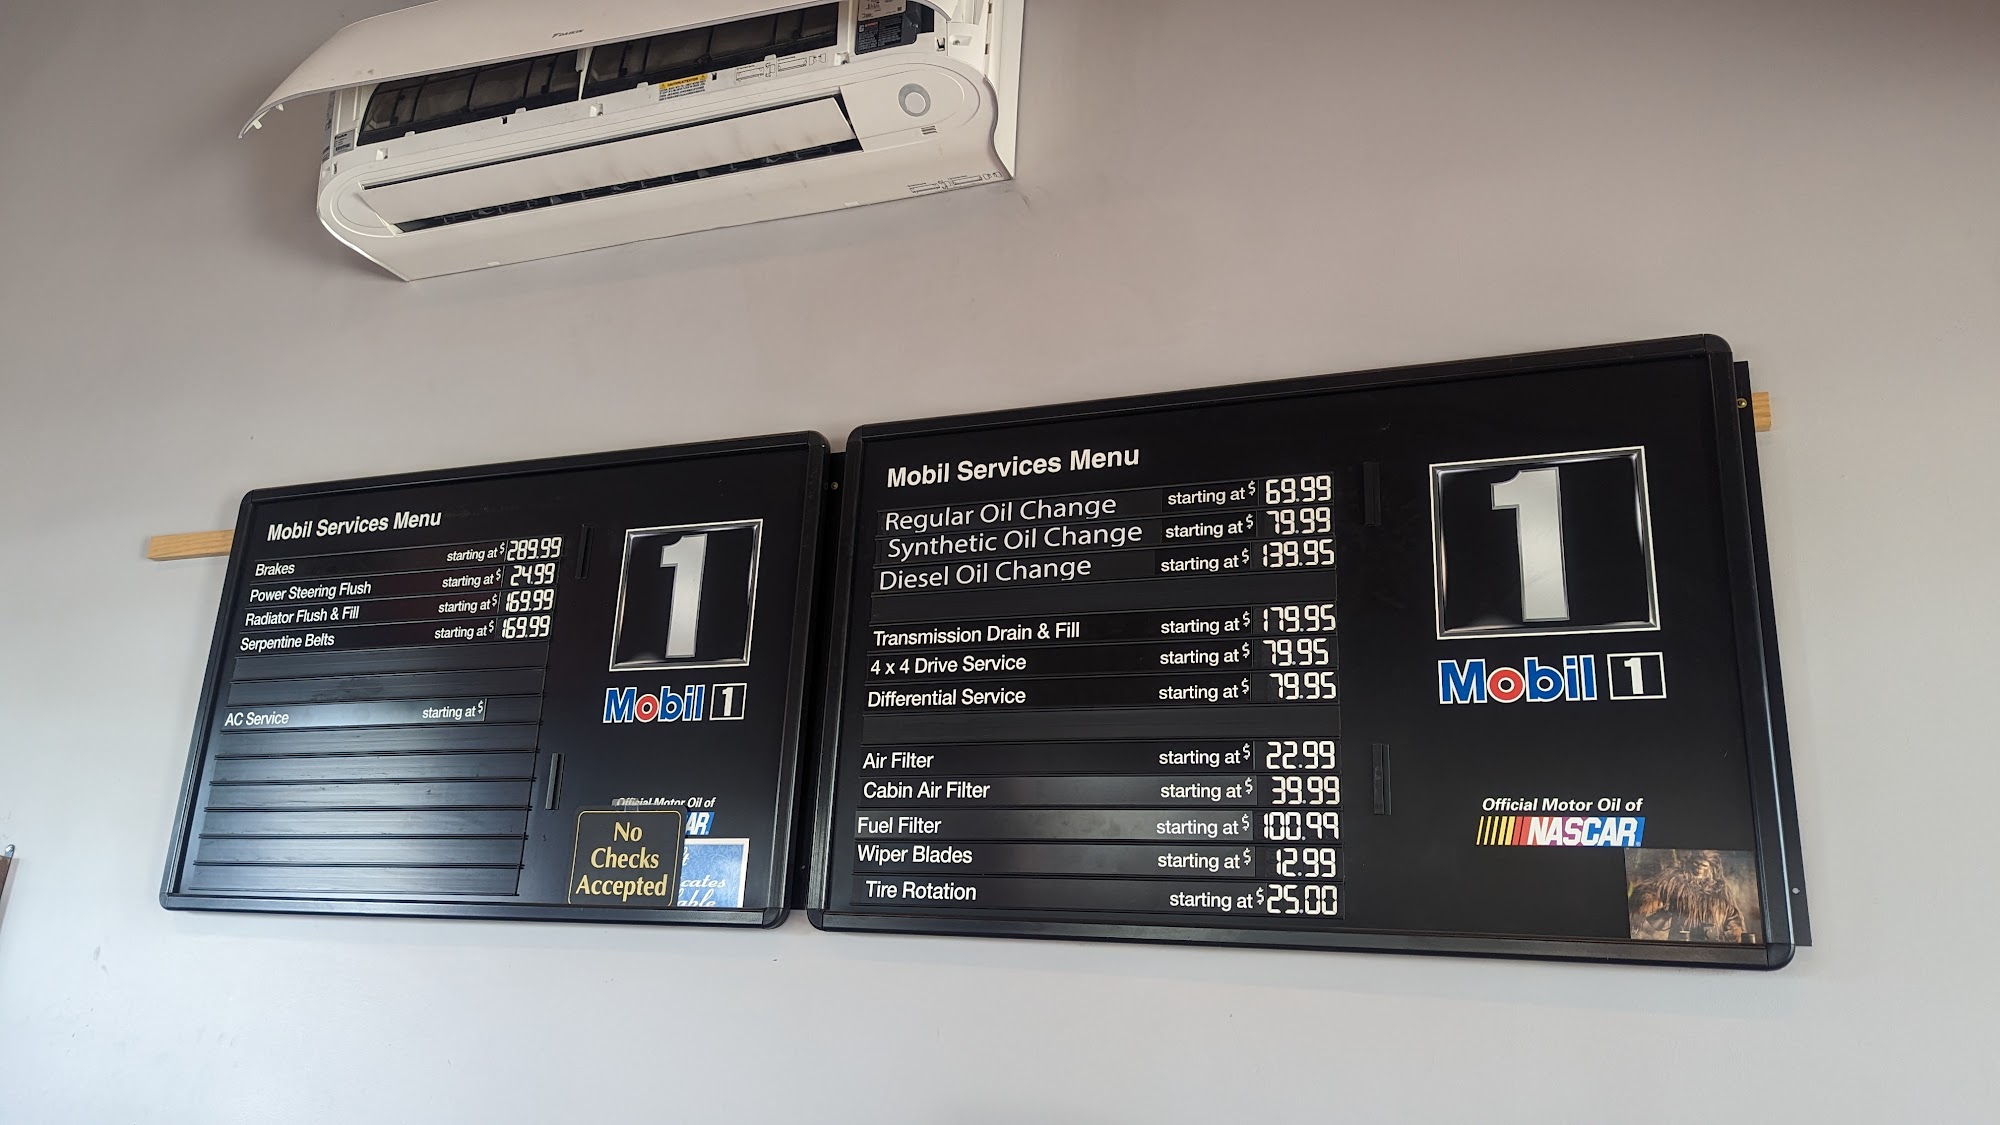 DAIKIN
Mobil Services Menu
Brakes starting at $ 289.99
Power Steering Flush starting at $ 24.99
Radiator Flush & Fill starting at $ 169.99
Serpentine Belts starting at $ 169.99
AC Service starting at $
1
Mobil 1
Official Motor Oil of
No
Checks
Accepted
Mobil Services Menu
Regular Oil Change starting at $ 69.99
Synthetic Oil Change starting at $ 79.99
Diesel Oil Change starting at $ 139.95
Transmission Drain & Fill starting at $ 179.95
4 x 4 Drive Service starting at $ 79.95
Differential Service starting at $ 79.95
Air Filter starting at $ 22.99
Cabin Air Filter starting at $ 39.99
Fuel Filter starting at $ 100.99
Wiper Blades starting at $ 12.99
Tire Rotation starting at $ 25.00
1
Mobil 1
Official Motor Oil of
NASCAR